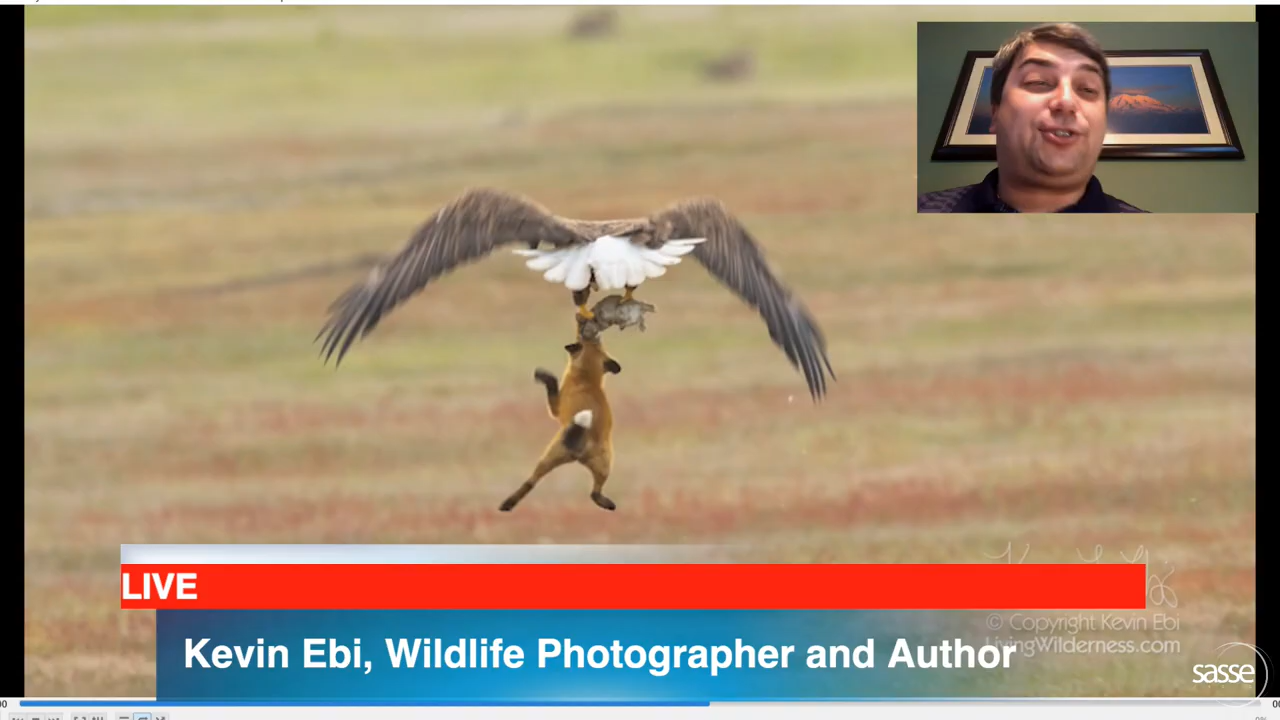 LIVE
© Copyright Kevin Ebi
LivingWilderness.com
Kevin Ebi, Wildlife Photographer and Author
sasse